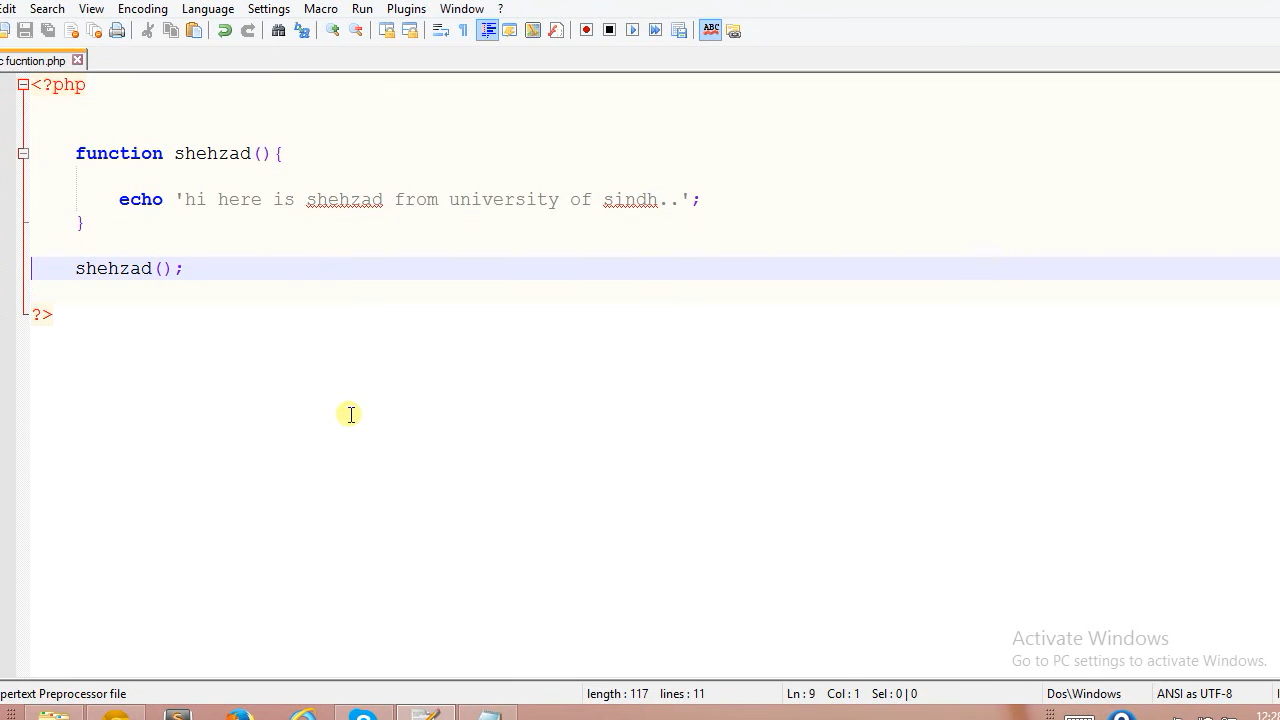 dit Search View Encoding Language Settings Macro Run Plugins Window ?
ABC
c fucntion.php
<?php
function shehzad(){
echo 'hi here is shehzad from university of sindh..';
}
shehzad();
?>
Activate Windows
Go to PC settings to activate Windows.
pertext Preprocessor file length : 117 lines : 11 Ln : 9 Col : 1 Sel : 0 | 0 Dos\Windows ANSI as UTF-8